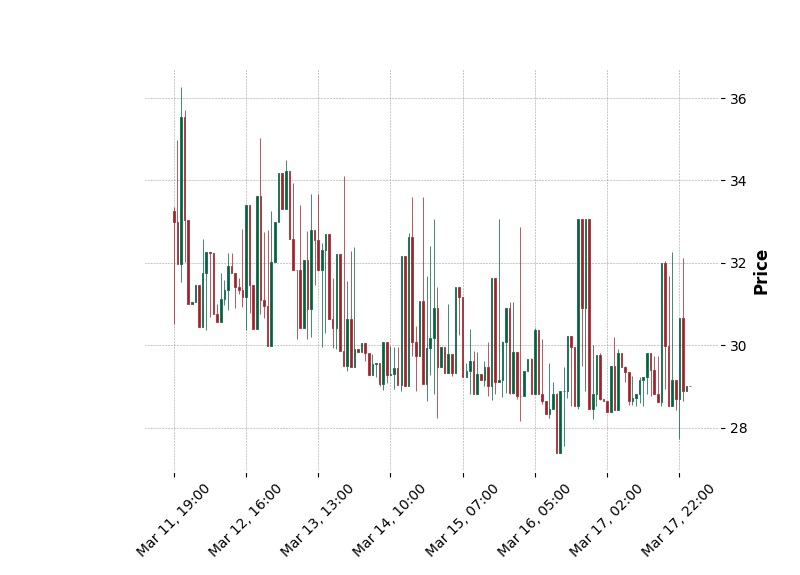 36
34
32
30
28
Price
Mar 11, 19:00
Mar 12, 16:00
Mar 13, 13:00
Mar 14, 10:00
Mar 15, 07:00
Mar 16, 05:00
Mar 17, 02:00
Mar 17, 22:00